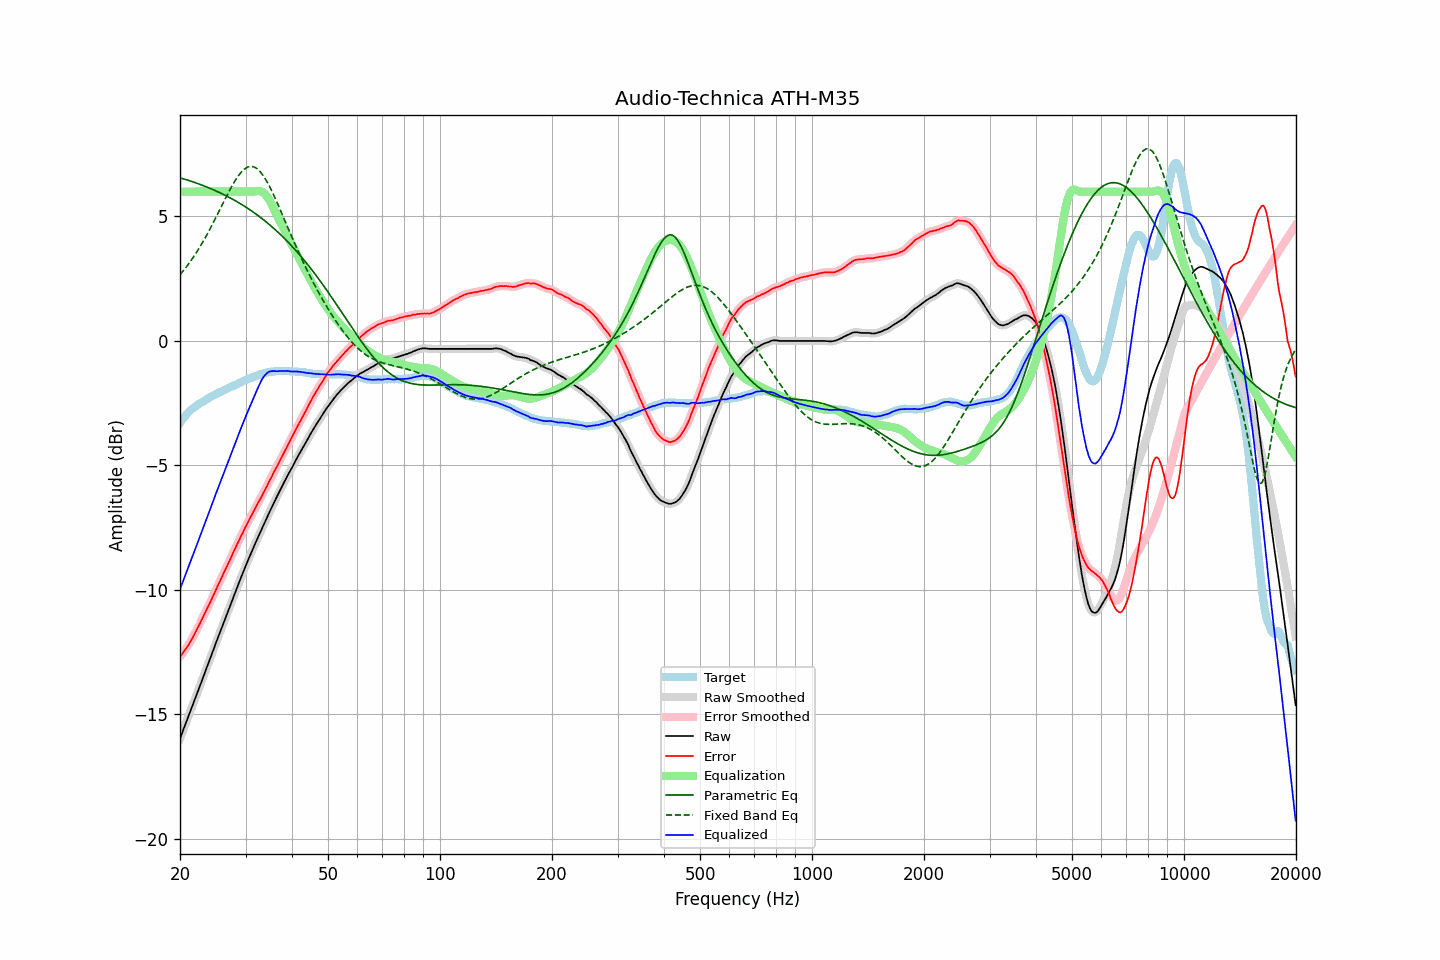 Audio-Technica ATH-M35
Amplitude (dBr)
5
0
−5
−10
−15
−20
Target
Raw Smoothed
Error Smoothed
Raw
Error
Equalization
Parametric Eq
Fixed Band Eq
Equalized
20 50 100 200 500 1000 2000 5000 10000 20000
Frequency (Hz)